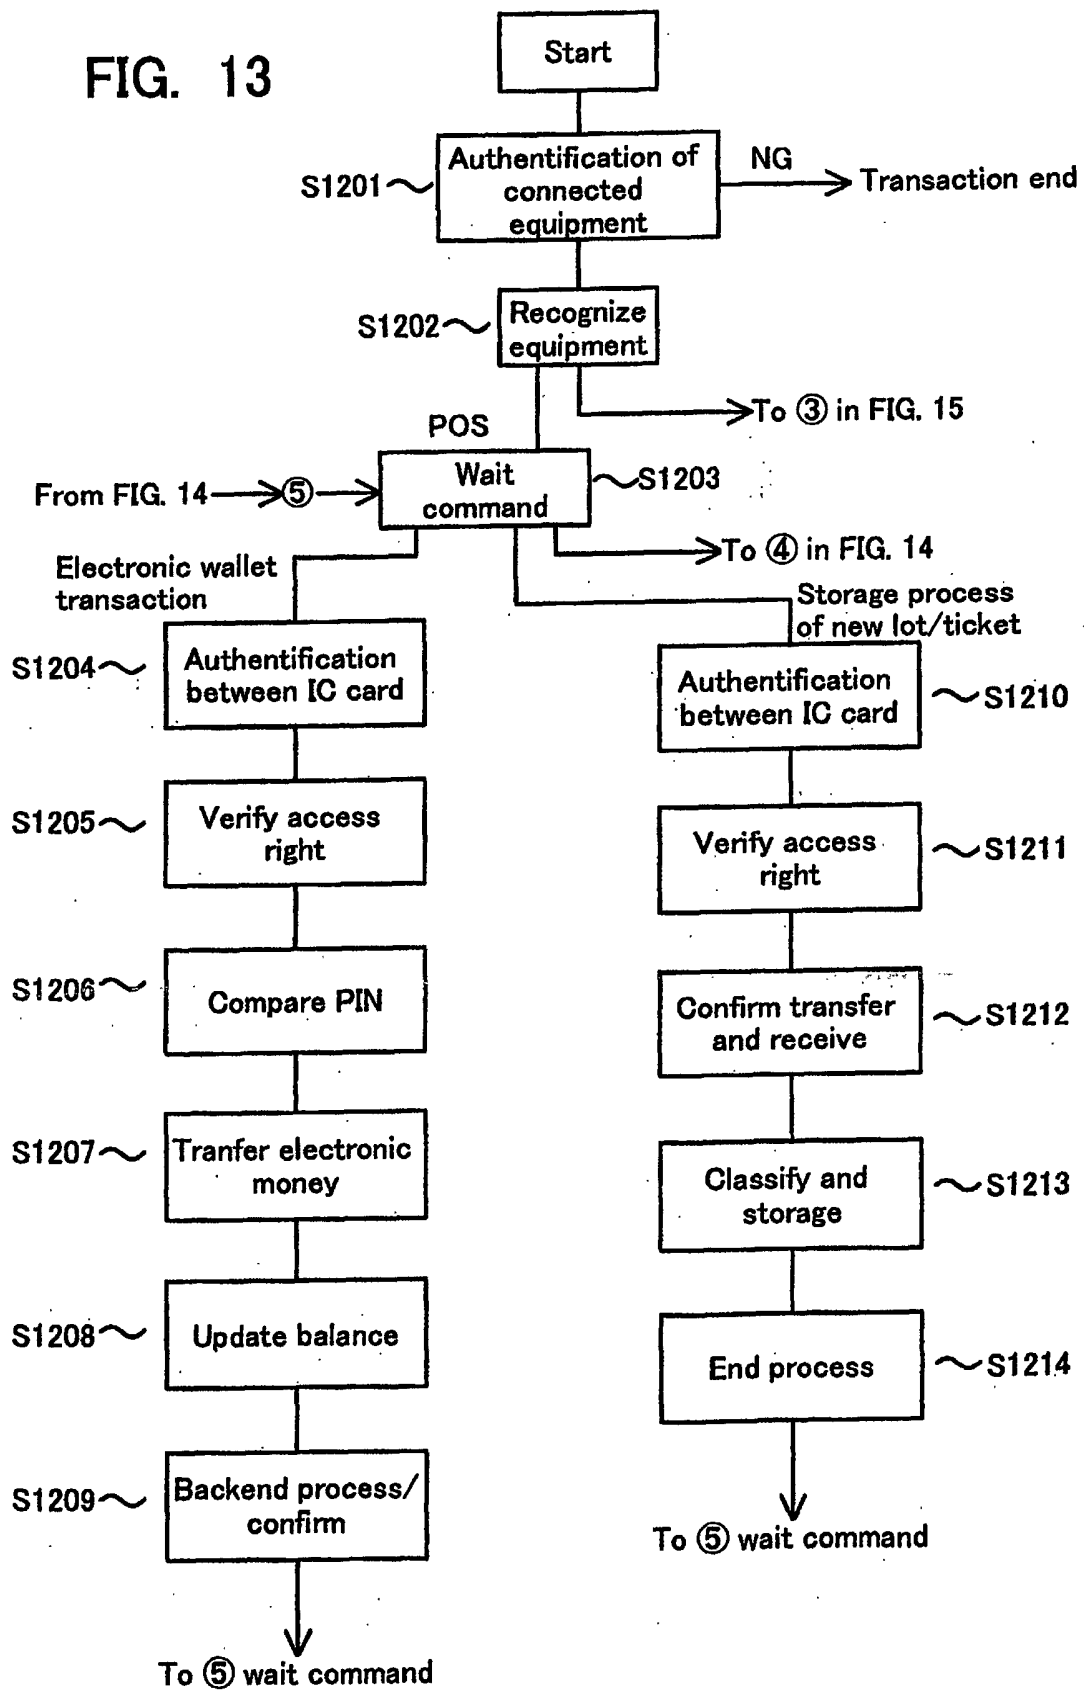 FIG. 13
Start
S1201
Authentification of
connected
equipment
NG
Transaction end
S1202
Recognize
equipment
To ③ in FIG. 15
POS
From FIG. 14
⑤
Wait
command
S1203
To ④ in FIG. 14
Electronic wallet
transaction
Storage process
of new lot/ticket
S1204
Authentification
between IC card
Authentification
between IC card
S1210
S1205
Verify access
right
Verify access
right
S1211
S1206
Compare PIN
Confirm transfer
and receive
S1212
S1207
Tranfer electronic
money
Classify and
storage
S1213
S1208
Update balance
End process
S1214
S1209
Backend process/
confirm
To ⑤ wait command
To ⑤ wait command